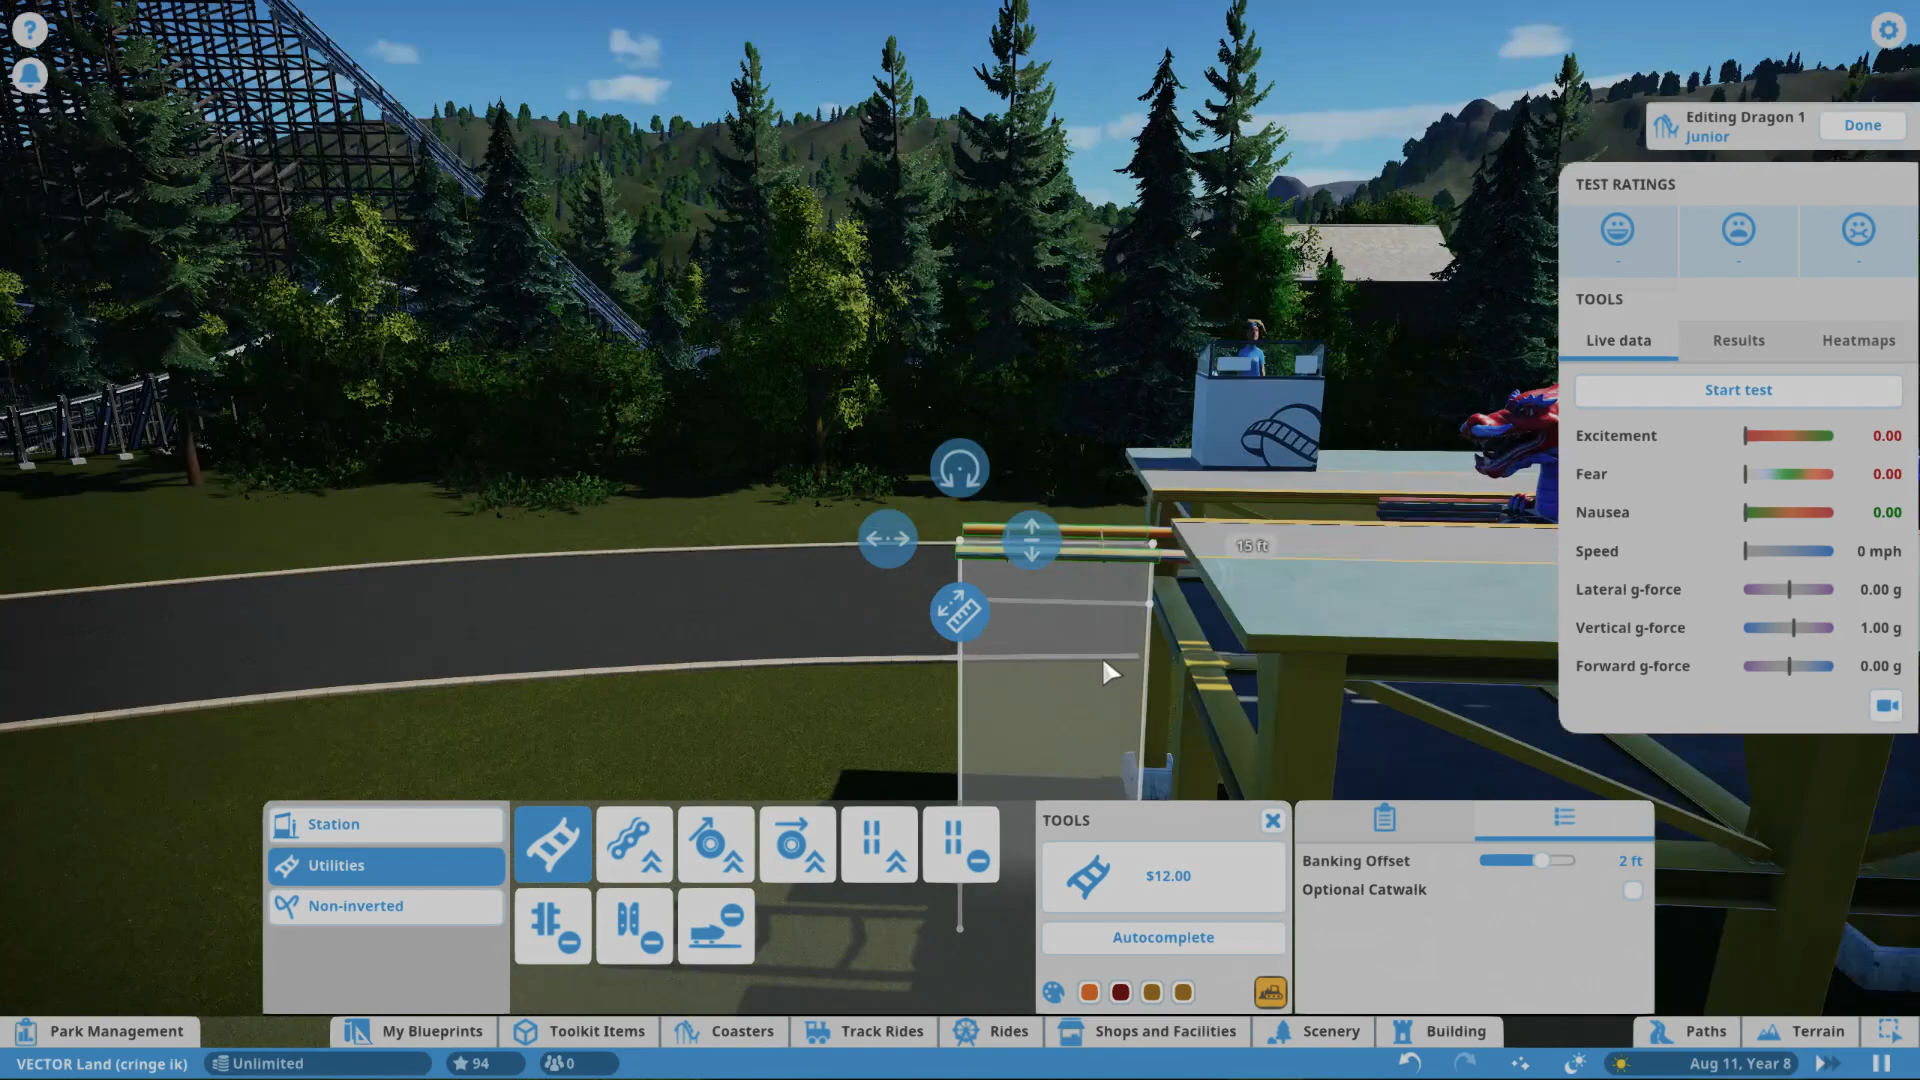 ?
Editing Dragon 1
Junior
Done
TEST RATINGS
-
-
-
TOOLS
Live data
Results
Heatmaps
Start test
Excitement
0.00
Fear
0.00
Nausea
0.00
Speed
0 mph
Lateral g-force
0.00 g
Vertical g-force
1.00 g
Forward g-force
0.00 g
15 ft
Station
Utilities
Non-inverted
TOOLS
$12.00
Autocomplete
Banking Offset
2 ft
Optional Catwalk
Park Management
My Blueprints
Toolkit Items
Coasters
Track Rides
Rides
Shops and Facilities
Scenery
Building
Paths
Terrain
VECTOR Land (cringe ik)
Unlimited
94
0
Aug 11, Year 8